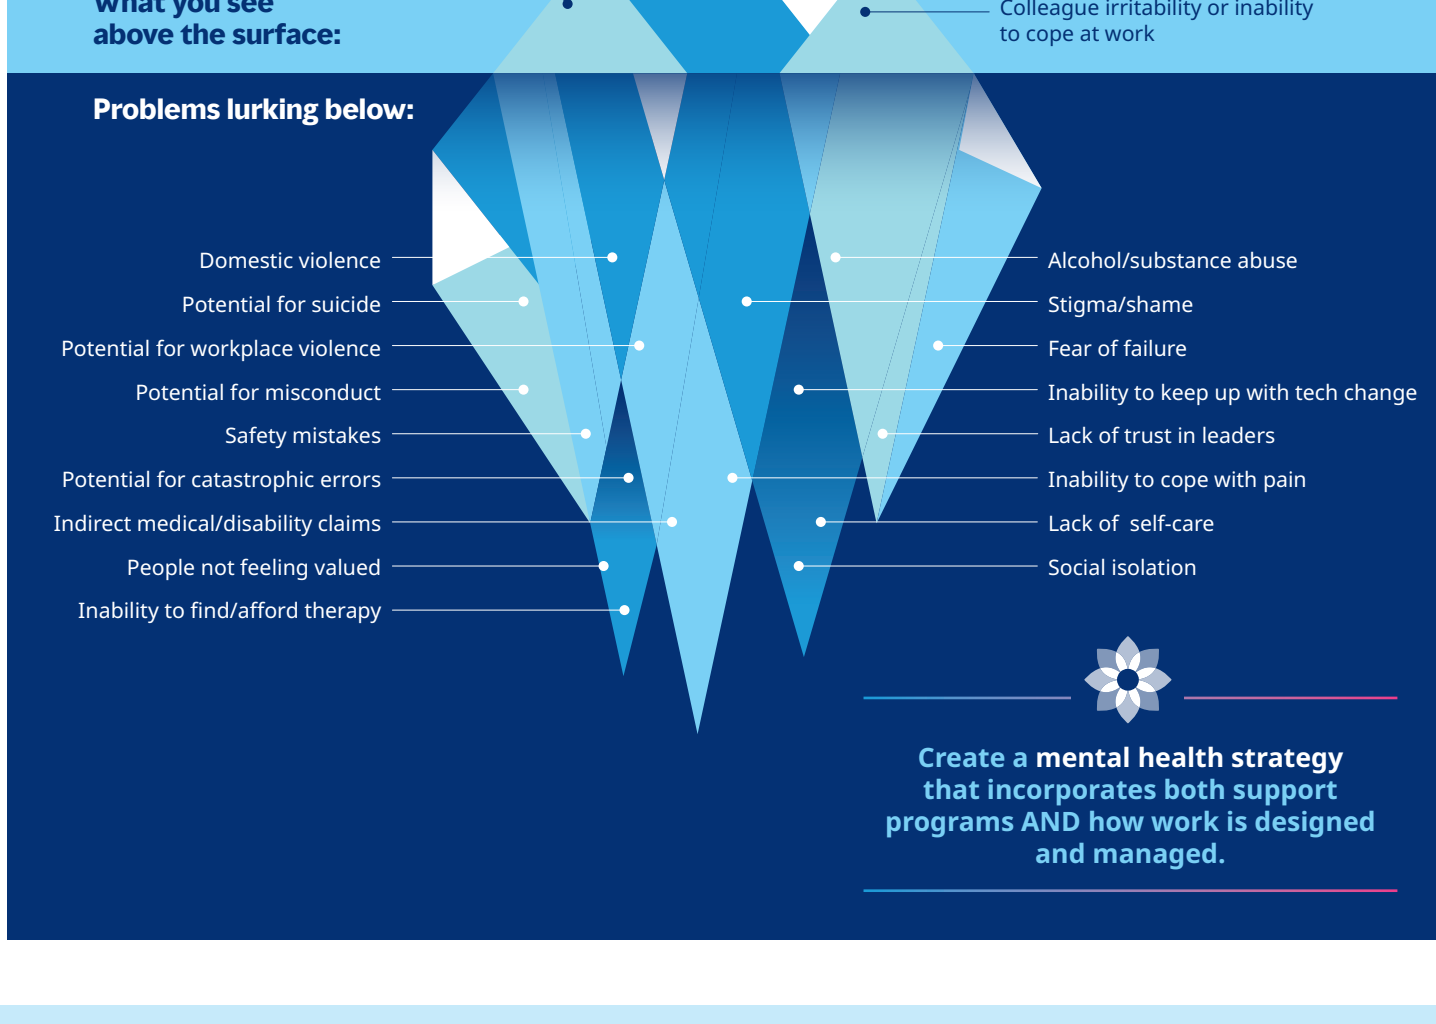 What you see
above the surface:
Colleague irritability or inability
to cope at work
Problems lurking below:
Domestic violence
Potential for suicide
Potential for workplace violence
Potential for misconduct
Safety mistakes
Potential for catastrophic errors
Indirect medical/disability claims
People not feeling valued
Inability to find/afford therapy
Alcohol/substance abuse
Stigma/shame
Fear of failure
Inability to keep up with tech change
Lack of trust in leaders
Inability to cope with pain
Lack of  self-care
Social isolation
Create a mental health strategy
that incorporates both support
programs AND how work is designed
and managed.